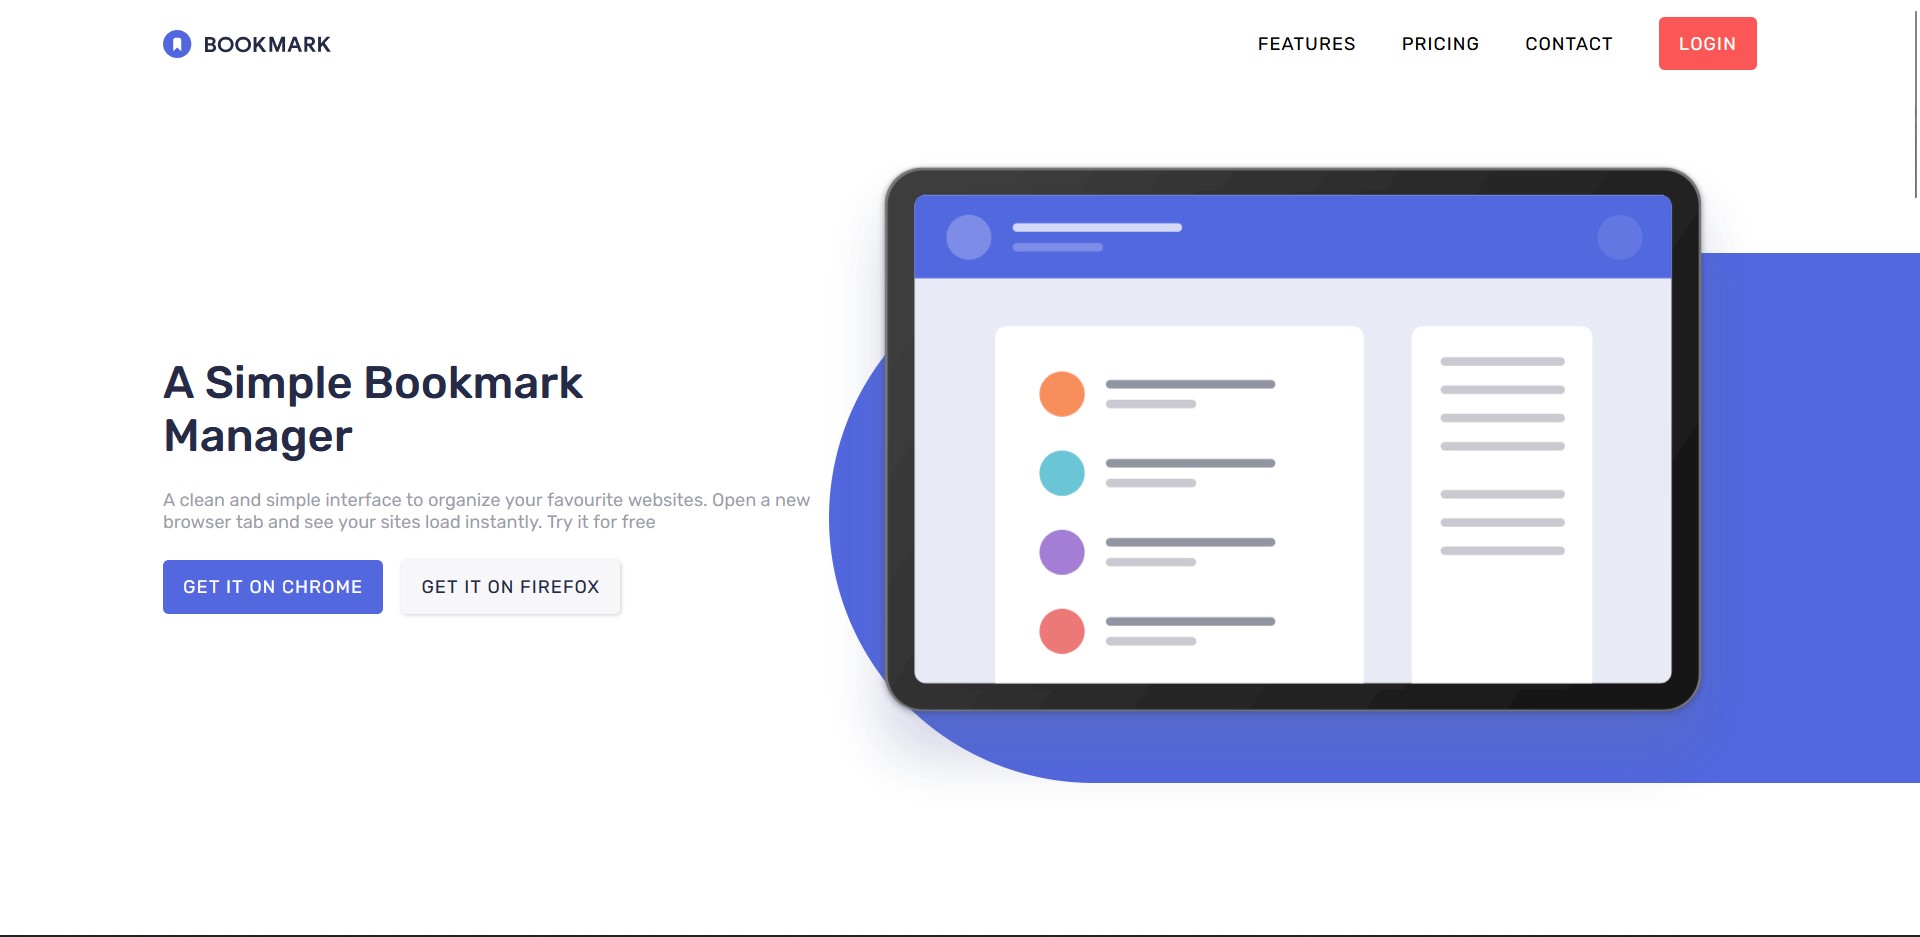 BOOKMARK
FEATURES PRICING CONTACT LOGIN
A Simple Bookmark
Manager
A clean and simple interface to organize your favourite websites. Open a new
browser tab and see your sites load instantly. Try it for free
GET IT ON CHROME GET IT ON FIREFOX